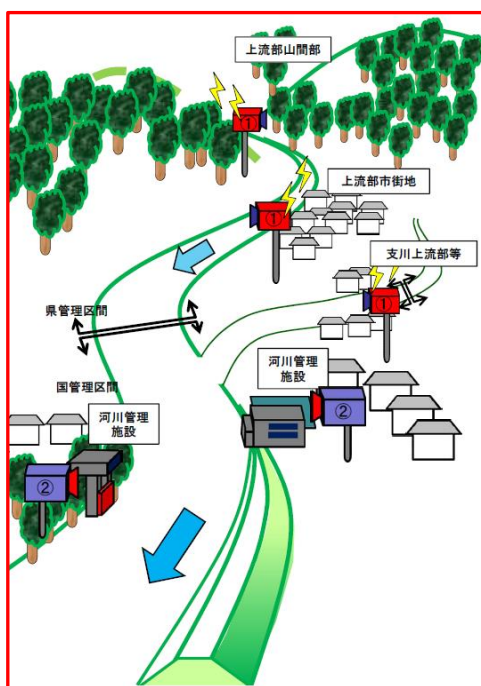 上流部山間部
①
上流部市街地
①
支川上流部等
①
県管理区間
国管理区間
河川管理
施設
②
河川管理
施設
②